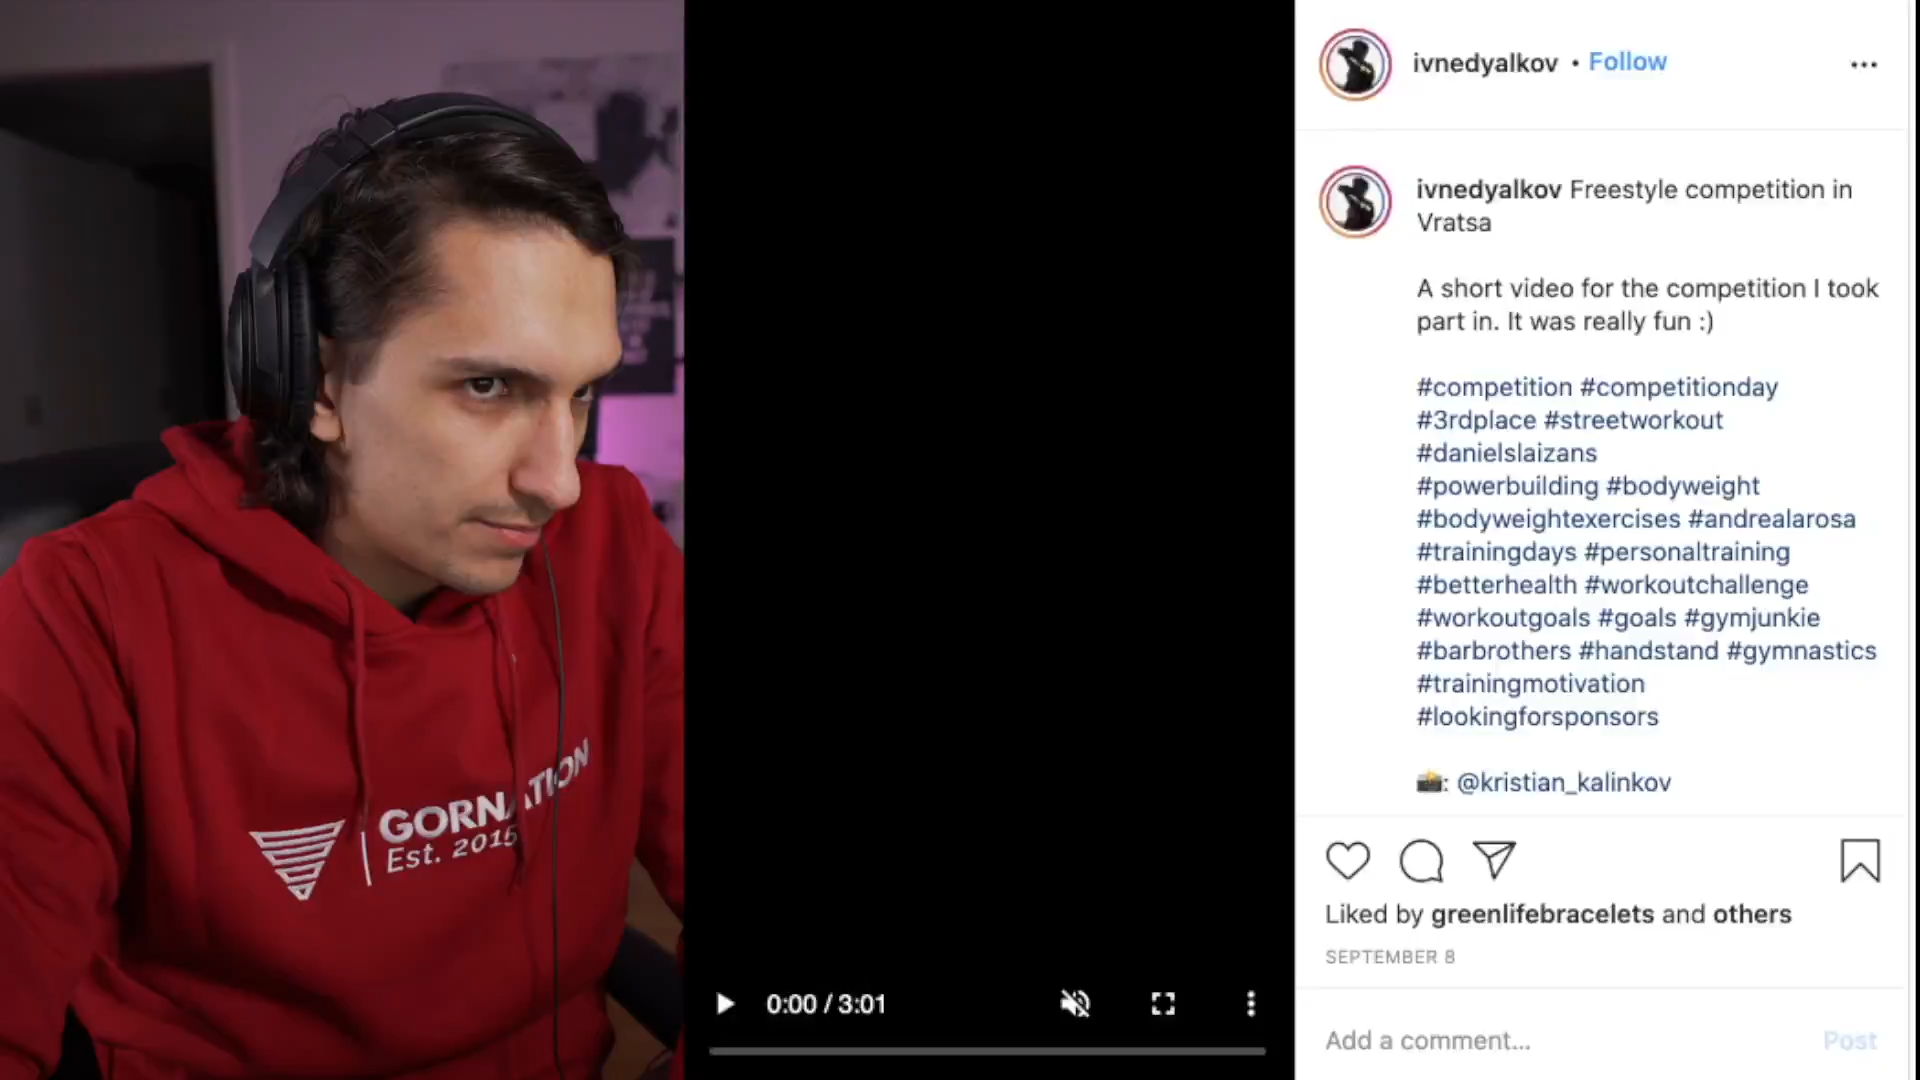 GORNATION
Est. 2015
0:00 / 3:01
ivnedyalkov • Follow
ivnedyalkov Freestyle competition in
Vratsa
A short video for the competition I took
part in. It was really fun :)
#competition #competitionday
#3rdplace #streetworkout
#danielslaizans
#powerbuilding #bodyweight
#bodyweightexercises #andrealarosa
#trainingdays #personaltraining
#betterhealth #workoutchallenge
#workoutgoals #goals #gymjunkie
#barbrothers #handstand #gymnastics
#trainingmotivation
#lookingforsponsors
📸: @kristian_kalinkov
Liked by greenlifebracelets and others
SEPTEMBER 8
Add a comment... Post